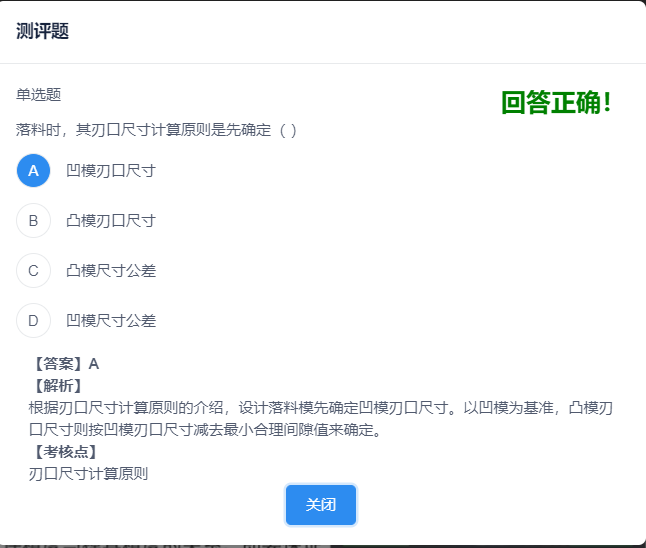 测评题
单选题
回答正确！
落料时，其刃口尺寸计算原则是先确定（ ）
A 凹模刃口尺寸
B 凸模刃口尺寸
C 凸模尺寸公差
D 凹模尺寸公差
【答案】A
【解析】
根据刃口尺寸计算原则的介绍，设计落料模先确定凹模刃口尺寸。以凹模为基准，凸模刃
口尺寸则按凹模刃口尺寸减去最小合理间隙值来确定。
【考核点】
刃口尺寸计算原则
关闭